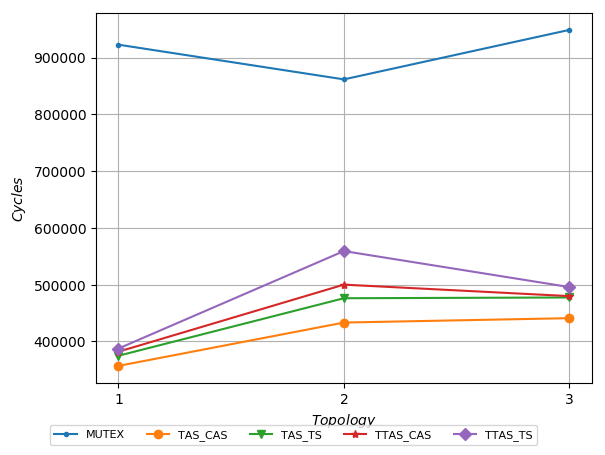 900000
800000
700000
600000
500000
400000
Cycles
1 2 3
Topology
MUTEX TAS_CAS TAS_TS TTAS_CAS TTAS_TS